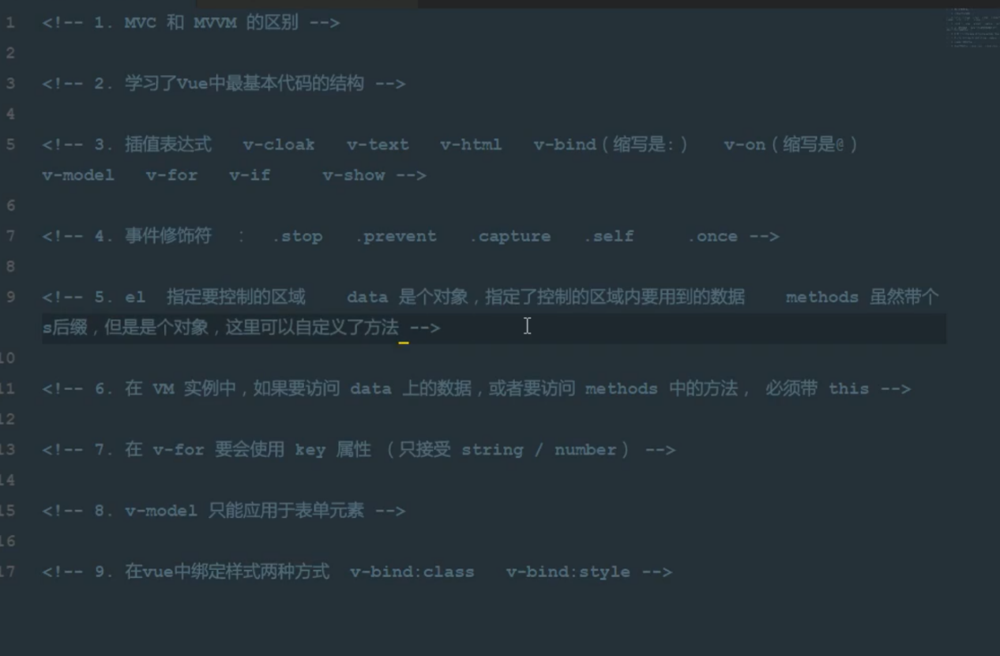 1 <!-- 1. MVC 和 MVVM 的区别 -->
2
3 <!-- 2. 学习了Vue中最基本代码的结构 -->
4
5 <!-- 3. 插值表达式 v-cloak v-text v-html v-bind（缩写是:） v-on（缩写是@）
v-model v-for v-if v-show -->
6
7 <!-- 4. 事件修饰符 : .stop .prevent .capture .self .once -->
8
9 <!-- 5. el 指定要控制的区域 data 是个对象，指定了控制的区域内要用到的数据 methods 虽然带个
s后缀，但是是个对象，这里可以自定义了方法 -->
10
11 <!-- 6. 在 VM 实例中，如果要访问 data 上的数据，或者要访问 methods 中的方法， 必须带 this -->
12
13 <!-- 7. 在 v-for 要会使用 key 属性 （只接受 string / number） -->
14
15 <!-- 8. v-model 只能应用于表单元素 -->
16
17 <!-- 9. 在vue中绑定样式两种方式 v-bind:class v-bind:style -->